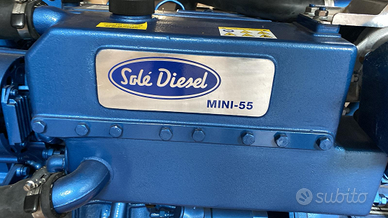 Solé Diesel
MINI-55
subito